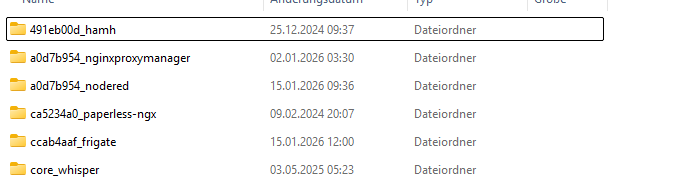 Name Änderungsdatum Typ Größe
491eb00d_hamh 25.12.2024 09:37 Dateiordner
a0d7b954_nginxproxymanager 02.01.2026 03:30 Dateiordner
a0d7b954_nodered 15.01.2026 09:36 Dateiordner
ca5234a0_paperless-ngx 09.02.2024 20:07 Dateiordner
ccab4aaf_frigate 15.01.2026 12:00 Dateiordner
core_whisper 03.05.2025 05:23 Dateiordner